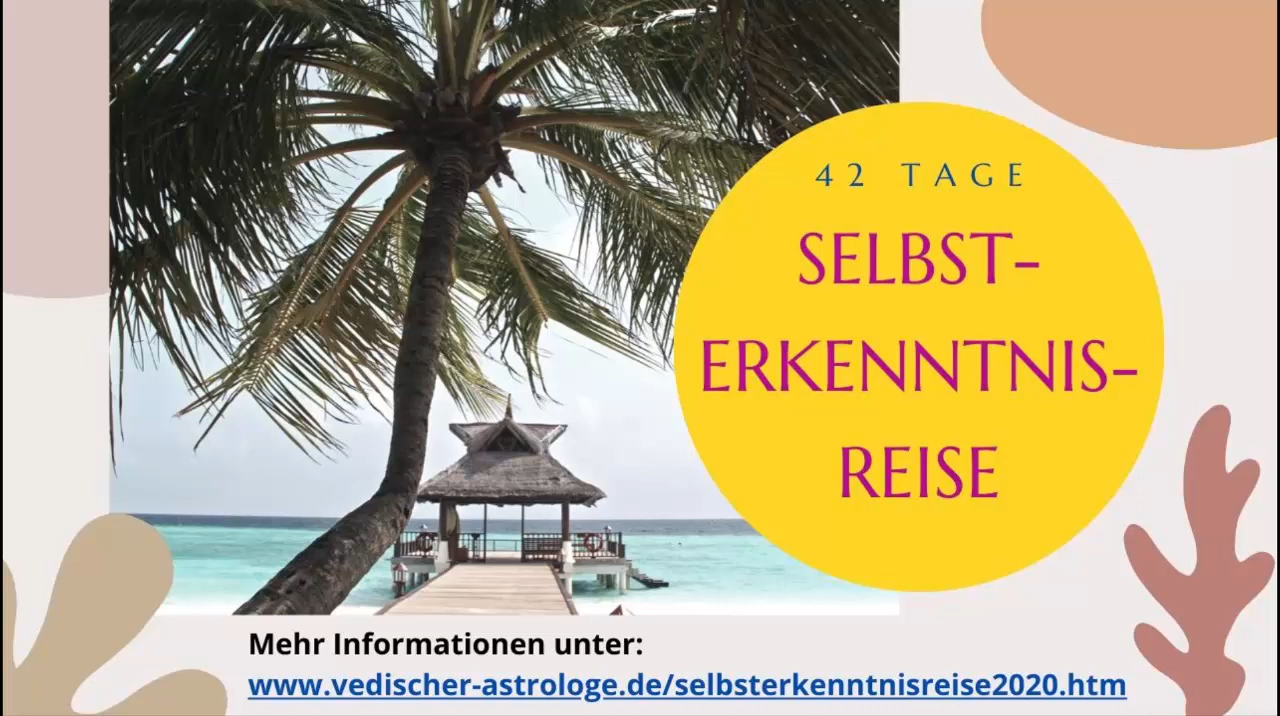 42 TAGE
SELBST-
ERKENNTNIS-
REISE
Mehr Informationen unter:
www.vedischer-astrologe.de/selbsterkenntnisreise2020.htm